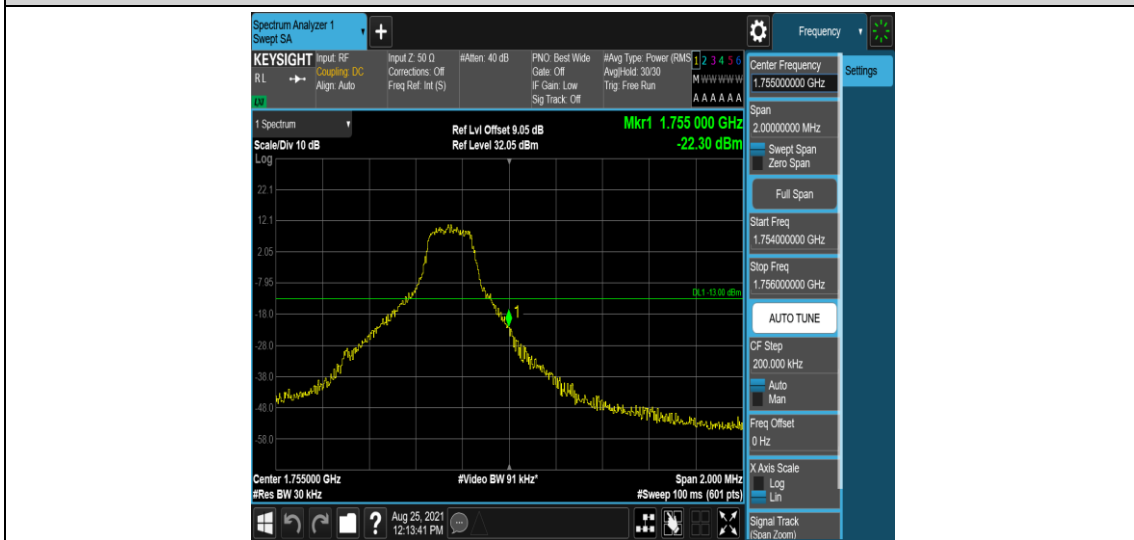 Spectrum Analyzer 1
Swept SA
+
Frequency
KEYSIGHT
Input: RF
Input Z: 50 Ω
#Atten: 40 dB
PNO: Best Wide
#Avg Type: Power (RMS
1 2 3 4 5 6
RL
Coupling: DC
Corrections: Off
Gate: Off
Avg|Hold: 30/30
M W W W W W
Align: Auto
Freq Ref: Int (S)
IF Gain: Low
Trig: Free Run
Sig Track: Off
A A A A A A
1 Spectrum
Ref Lvl Offset 9.05 dB
Mkr1 1.755 000 GHz
Scale/Div 10 dB
Ref Level 32.05 dBm
-22.30 dBm
Log
22.1
12.1
2.05
-7.95
DL1 -13.00 dBm
-18.0
1
-28.0
-38.0
-48.0
-58.0
Center 1.755000 GHz
#Video BW 91 kHz*
Span 2.000 MHz
#Res BW 30 kHz
#Sweep 100 ms (601 pts)
?
Aug 25, 2021
12:13:41 PM
Center Frequency
1.755000000 GHz
Settings
Span
2.00000000 MHz
Swept Span
Zero Span
Full Span
Start Freq
1.754000000 GHz
Stop Freq
1.756000000 GHz
AUTO TUNE
CF Step
200.000 kHz
Auto
Man
Freq Offset
0 Hz
X Axis Scale
Log
Lin
Signal Track
(Span Zoom)